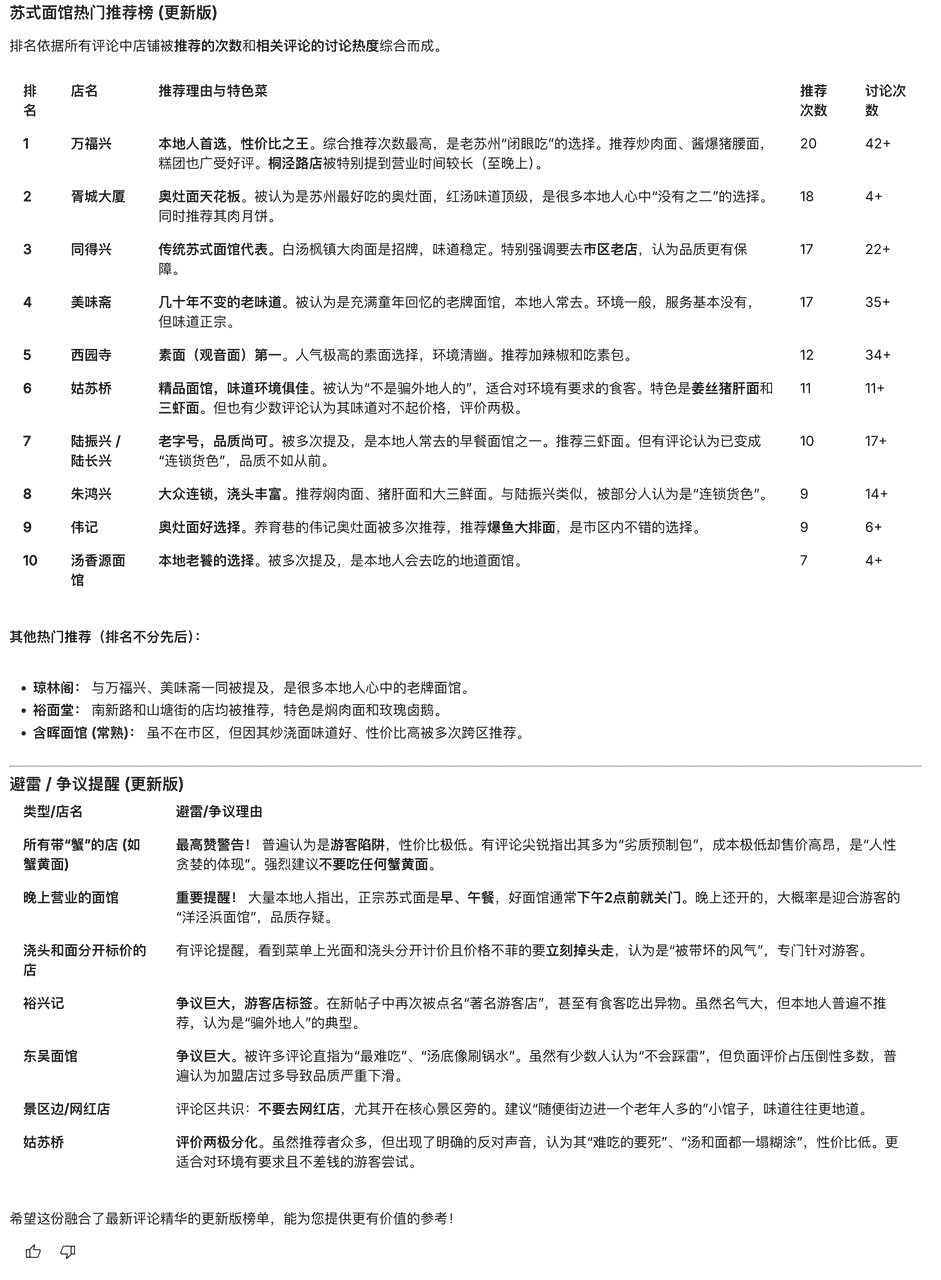 苏式面馆热门推荐榜 (更新版)
排名依据所有评论中店铺被推荐的次数和相关评论的讨论热度综合而成。
排名 店名 推荐理由与特色菜 推荐次数 讨论次数
1 万福兴 本地人首选，性价比之王。综合推荐次数最高，是老苏州“闭眼吃”的选择。推荐炒肉面、酱爆猪腰面， 20 42+
糕团也广受好评。桐泾路店被特别提到营业时间较长（至晚上）。
2 胥城大厦 奥灶面天花板。被认为是苏州最好吃的奥灶面，红汤味道顶级，是很多本地人心中“没有之二”的选择。 18 4+
同时推荐其肉月饼。
3 同得兴 传统苏式面馆代表。白汤枫镇大肉面是招牌，味道稳定。特别强调要去市区老店，认为品质更有保 17 22+
障。
4 美味斋 几十年不变的老味道。被认为是充满童年回忆的老牌面馆，本地人常去。环境一般，服务基本没有， 17 35+
但味道正宗。
5 西园寺 素面（观音面）第一。人气极高的素面选择，环境清幽。推荐加辣椒和吃素包。 12 34+
6 姑苏桥 精品面馆，味道环境俱佳。被认为“不是骗外地人的”，适合对环境有要求的食客。特色是姜丝猪肝面和 11 11+
三虾面。但也有少数评论认为其味道对不起价格，评价两极。
7 陆振兴 / 陆长兴 老字号，品质尚可。被多次提及，是本地人常去的早餐面馆之一。推荐三虾面。但有评论认为已变成 10 17+
“连锁货色”，品质不如从前。
8 朱鸿兴 大众连锁，浇头丰富。推荐焖肉面、猪肝面和大三鲜面。与陆振兴类似，被部分人认为是“连锁货色”。 9 14+
9 伟记 奥灶面好选择。养育巷的伟记奥灶面被多次推荐，推荐爆鱼大排面，是市区内不错的选择。 9 6+
10 汤香源面馆 本地老饕的选择。被多次提及，是本地人会去吃的地道面馆。 7 4+
其他热门推荐（排名不分先后）：
• 琼林阁： 与万福兴、美味斋一同被提及，是很多本地人心中的老牌面馆。
• 裕面堂： 南新路和山塘街的店均被推荐，特色是焖肉面和玫瑰卤鹅。
• 含晖面馆 (常熟)： 虽不在市区，但因其炒浇面味道好、性价比高被多次跨区推荐。
避雷 / 争议提醒 (更新版)
类型/店名 避雷/争议理由
所有带“蟹”的店 (如 最高赞警告！ 普遍认为是游客陷阱，性价比极低。有评论尖锐指出其多为“劣质预制包”，成本极低却售价高昂，是“人性
蟹黄面) 贪婪的体现”。强烈建议不要吃任何蟹黄面。
晚上营业的面馆 重要提醒！ 大量本地人指出，正宗苏式面是早、午餐，好面馆通常下午2点前就关门。晚上还开的，大概率是迎合游客的
“洋泾浜面馆”，品质存疑。
浇头和面分开标价的 有评论提醒，看到菜单上光面和浇头分开计价且价格不菲的要立刻掉头走，认为是“被带坏的风气”，专门针对游客。
店
裕兴记 争议巨大，游客店标签。在新帖子中再次被点名“著名游客店”，甚至有食客吃出异物。虽然名气大，但本地人普遍不推
荐，认为是“骗外地人”的典型。
东吴面馆 争议巨大。被许多评论直指为“最难吃”、“汤底像刷锅水”。虽然有少数人认为“不会踩雷”，但负面评价占压倒性多数，普
遍认为加盟店过多导致品质严重下滑。
景区边/网红店 评论区共识：不要去网红店，尤其开在核心景区旁的。建议“随便街边进一个老年人多的”小馆子，味道往往更地道。
姑苏桥 评价两极分化。虽然推荐者众多，但出现了明确的反对声音，认为其“难吃的要死”、“汤和面都一塌糊涂”，性价比低。更
适合对环境有要求且不差钱的游客尝试。
希望这份融合了最新评论精华的更新版榜单，能为您提供更有价值的参考！